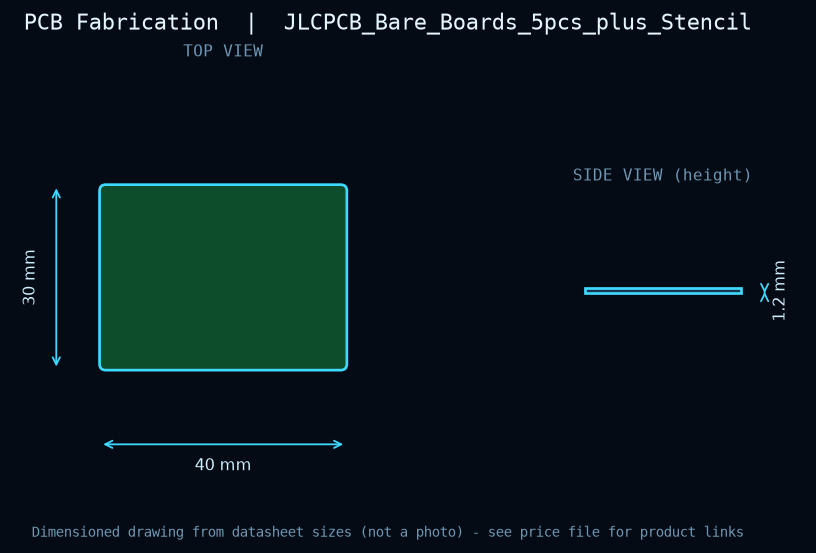 PCB Fabrication | JLCPCB_Bare_Boards_5pcs_plus_Stencil
TOP VIEW
SIDE VIEW (height)
30 mm
1.2 mm
40 mm
Dimensioned drawing from datasheet sizes (not a photo) - see price file for product links